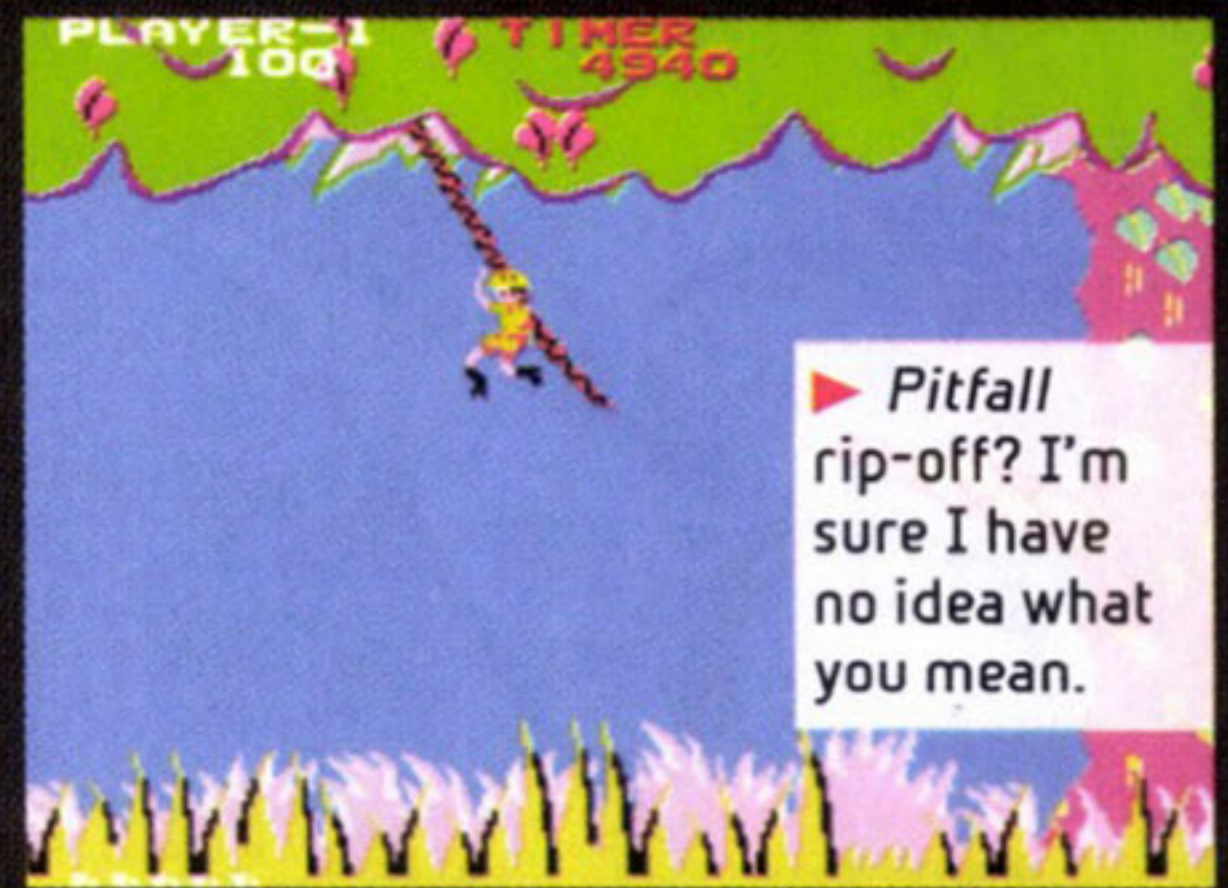 PLAYER-1 TIMER
100 4940
Pitfall
rip-off? I'm
sure I have
no idea what
you mean.